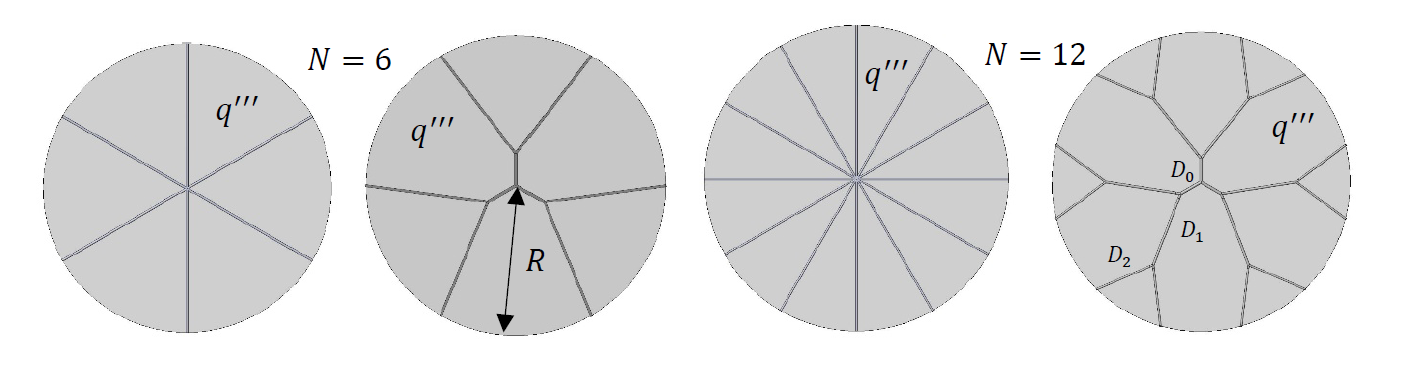 N = 6
q′′′
q′′′
R
N = 12
q′′′
q′′′
D₀
D₁
D₂